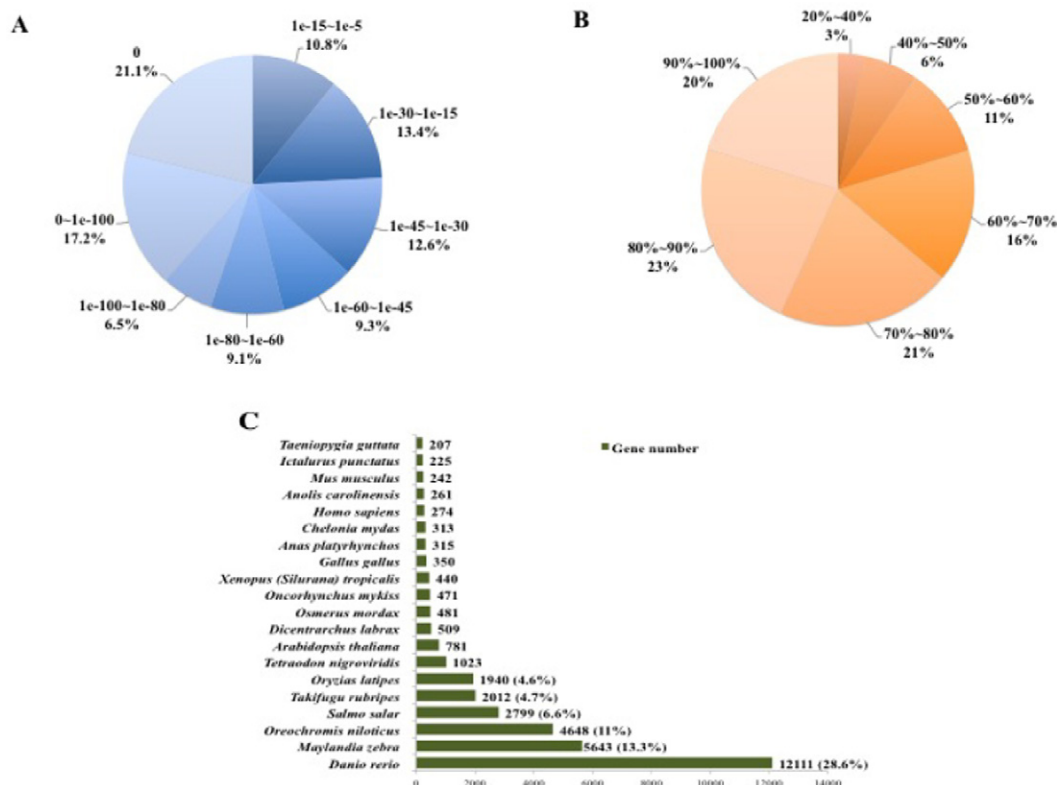 A
1e-15~1e-5
10.8%
1e-30~1e-15
13.4%
1e-45~1e-30
12.6%
1e-60~1e-45
9.3%
1e-80~1e-60
9.1%
1e-100~1e-80
6.5%
0~1e-100
17.2%
0
21.1%
B
20%~40%
3%
40%~50%
6%
50%~60%
11%
60%~70%
16%
70%~80%
21%
80%~90%
23%
90%~100%
20%
C
Gene number
Taeniopygia guttata 207
Ictalurus punctatus 225
Mus musculus 242
Anolis carolinensis 261
Homo sapiens 274
Chelonia mydas 313
Anas platyrhynchos 315
Gallus gallus 350
Xenopus (Silurana) tropicalis 440
Oncorhynchus mykiss 471
Osmerus mordax 481
Dicentrarchus labrax 509
Arabidopsis thaliana 781
Tetraodon nigroviridis 1023
Oryzias latipes 1940 (4.6%)
Takifugu rubripes 2012 (4.7%)
Salmo salar 2799 (6.6%)
Oreochromis niloticus 4648 (11%)
Maylandia zebra 5643 (13.3%)
Danio rerio 12111 (28.6%)
0 2000 4000 6000 8000 10000 12000 14000